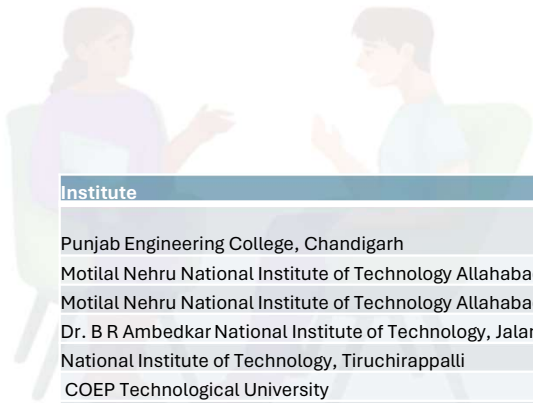 Institute
Punjab Engineering College, Chandigarh
Motilal Nehru National Institute of Technology Allahaba
Motilal Nehru National Institute of Technology Allahaba
Dr. B R Ambedkar National Institute of Technology, Jalan
National Institute of Technology, Tiruchirappalli
COEP Technological University